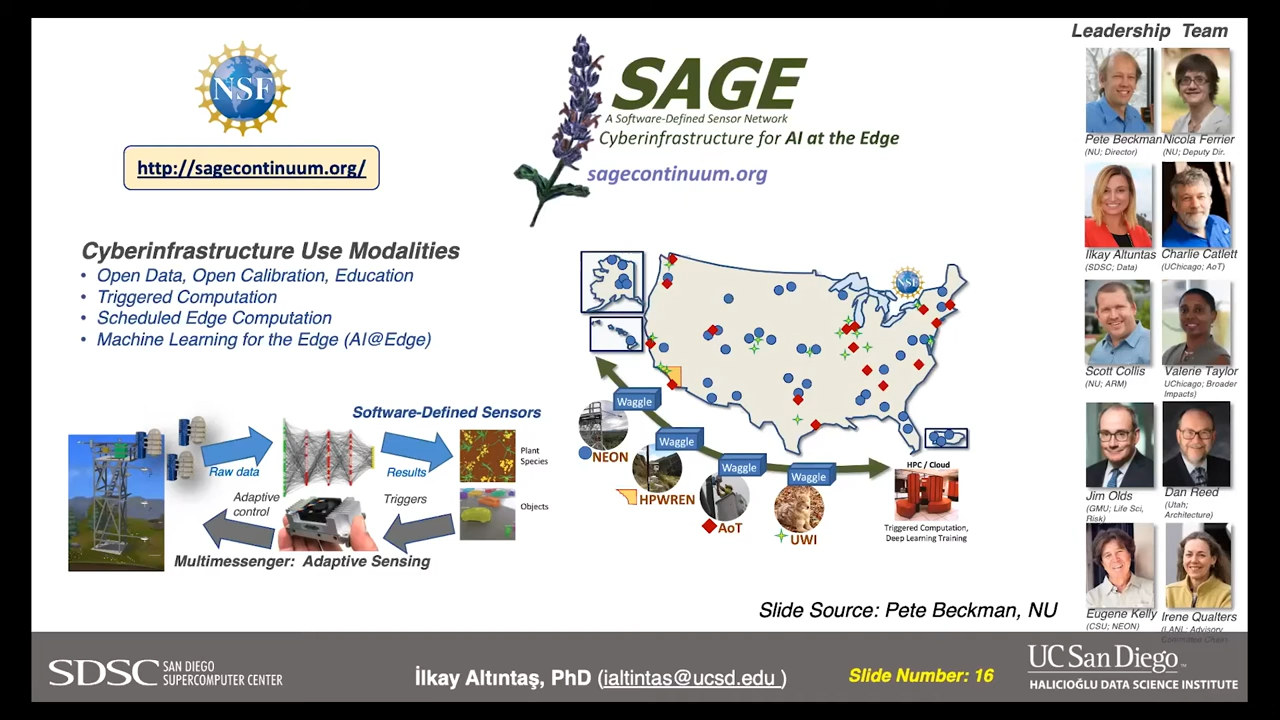 Leadership Team
NSF
http://sagecontinuum.org/
SAGE
A Software-Defined Sensor Network
Cyberinfrastructure for AI at the Edge
sagecontinuum.org
Cyberinfrastructure Use Modalities
• Open Data, Open Calibration, Education
• Triggered Computation
• Scheduled Edge Computation
• Machine Learning for the Edge (AI@Edge)
Software-Defined Sensors
Raw data
Results
Plant
Species
Adaptive
control
Triggers
Objects
Multimessenger: Adaptive Sensing
NSF
Waggle
Waggle
Waggle
Waggle
NEON
HPWREN
AoT
UWI
HPC / Cloud
Triggered Computation,
Deep Learning Training
Pete Beckman
(NU; Director)
Nicola Ferrier
(NU; Deputy Dir.
Ilkay Altuntas
(SDSC; Data)
Charlie Catlett
(UChicago; AoT)
Scott Collis
(NU; ARM)
Valerie Taylor
UChicago; Broader
Impacts)
Jim Olds
(GMU; Life Sci,
Risk)
Dan Reed
(Utah;
Architecture)
Eugene Kelly
(CSU; NEON)
Irene Qualters
(LANL; Advisory
Slide Source: Pete Beckman, NU
SDSC SAN DIEGO
SUPERCOMPUTER CENTER
İlkay Altıntaş, PhD (ialtintas@ucsd.edu )
Slide Number: 16
UC San Diego
HALICIOĞLU DATA SCIENCE INSTITUTE